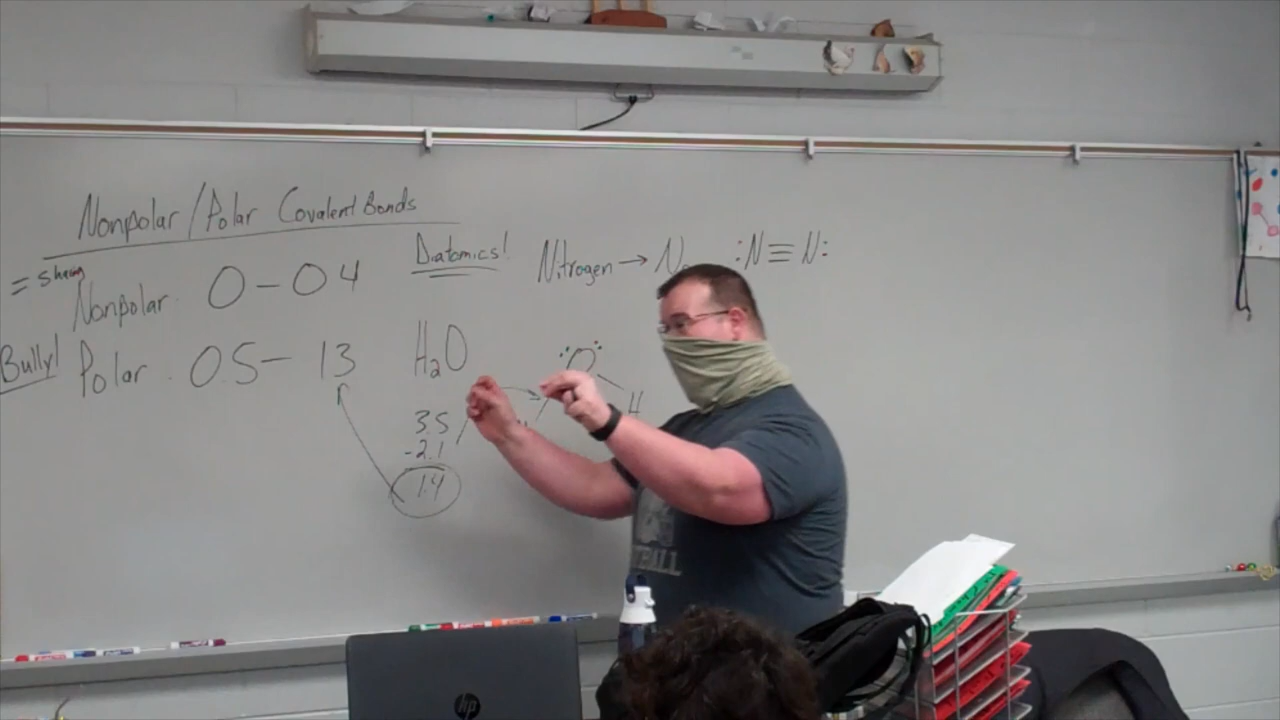 Nonpolar/Polar Covalent Bonds
= sharing Nonpolar 0-0.4
Diatomics!
Nitrogen → N :N≡N:
Bully! Polar 0.5- 1.3
H₂O
O
H
3.5
-2.1
1.4
BALL
hp